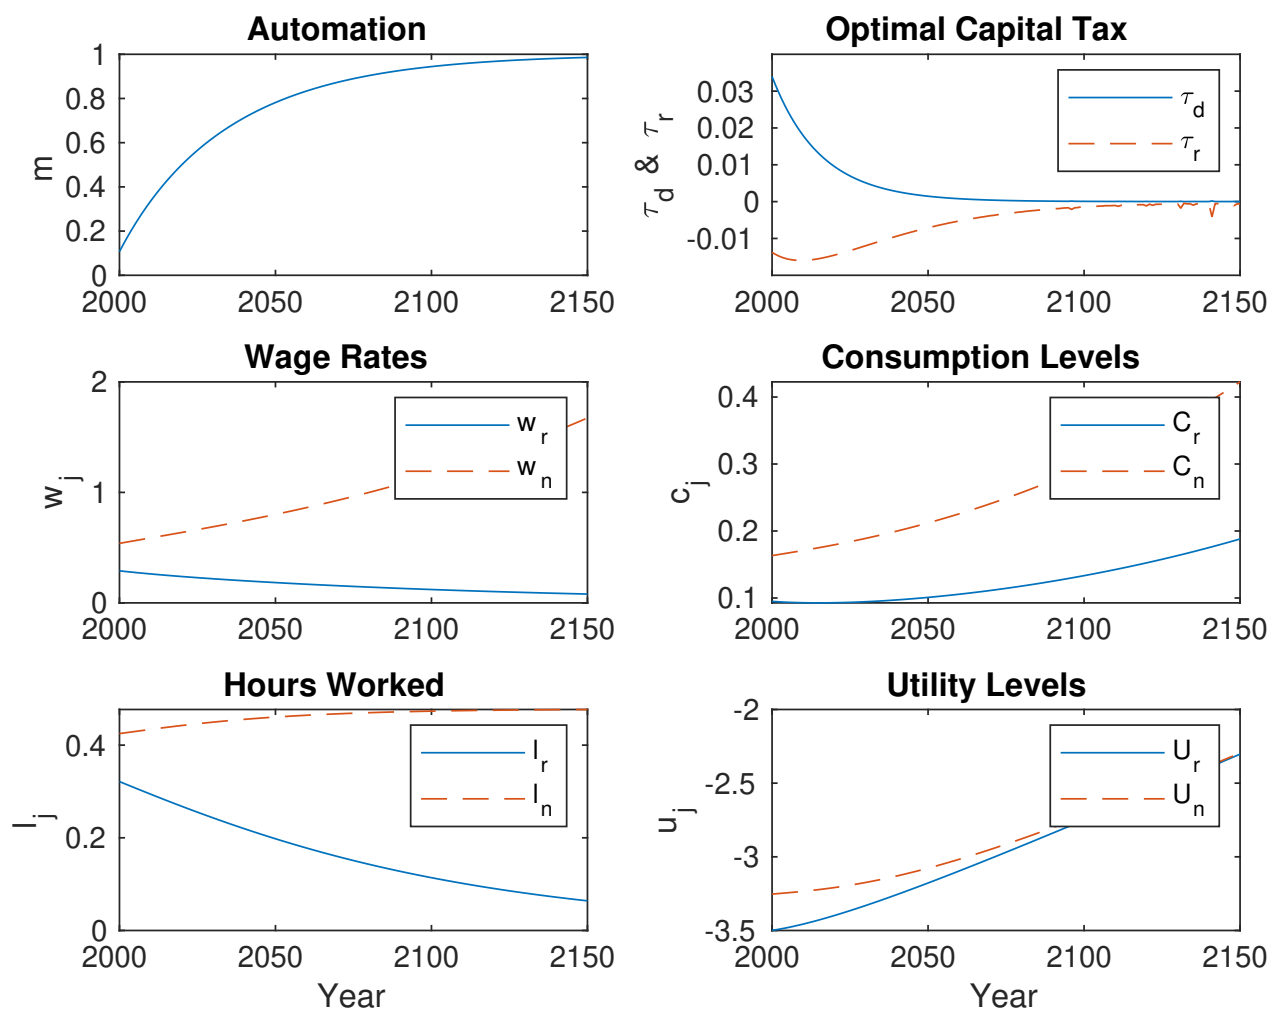 Automation
1
0.8
0.6
0.4
0.2
0
m
2000 2050 2100 2150
Optimal Capital Tax
0.03
0.02
0.01
0
-0.01
τd & τr
τd
τr
2000 2050 2100 2150
Wage Rates
2
1
0
wj
wr
wn
2000 2050 2100 2150
Consumption Levels
0.4
0.3
0.2
0.1
cj
Cr
Cn
2000 2050 2100 2150
Hours Worked
0.4
0.2
0
lj
lr
ln
2000 2050 2100 2150
Year
Utility Levels
-2
-2.5
-3
-3.5
uj
Ur
Un
2000 2050 2100 2150
Year